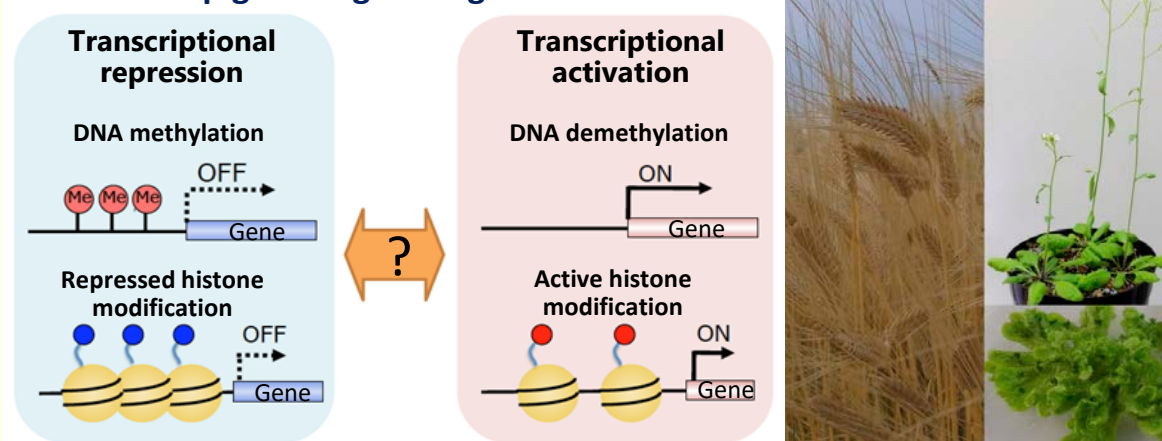 Transcriptional
repression
DNA methylation
OFF
Me Me Me
Gene
Repressed histone
modification
OFF
Gene
?
Transcriptional
activation
DNA demethylation
ON
Gene
Active histone
modification
ON
Gene